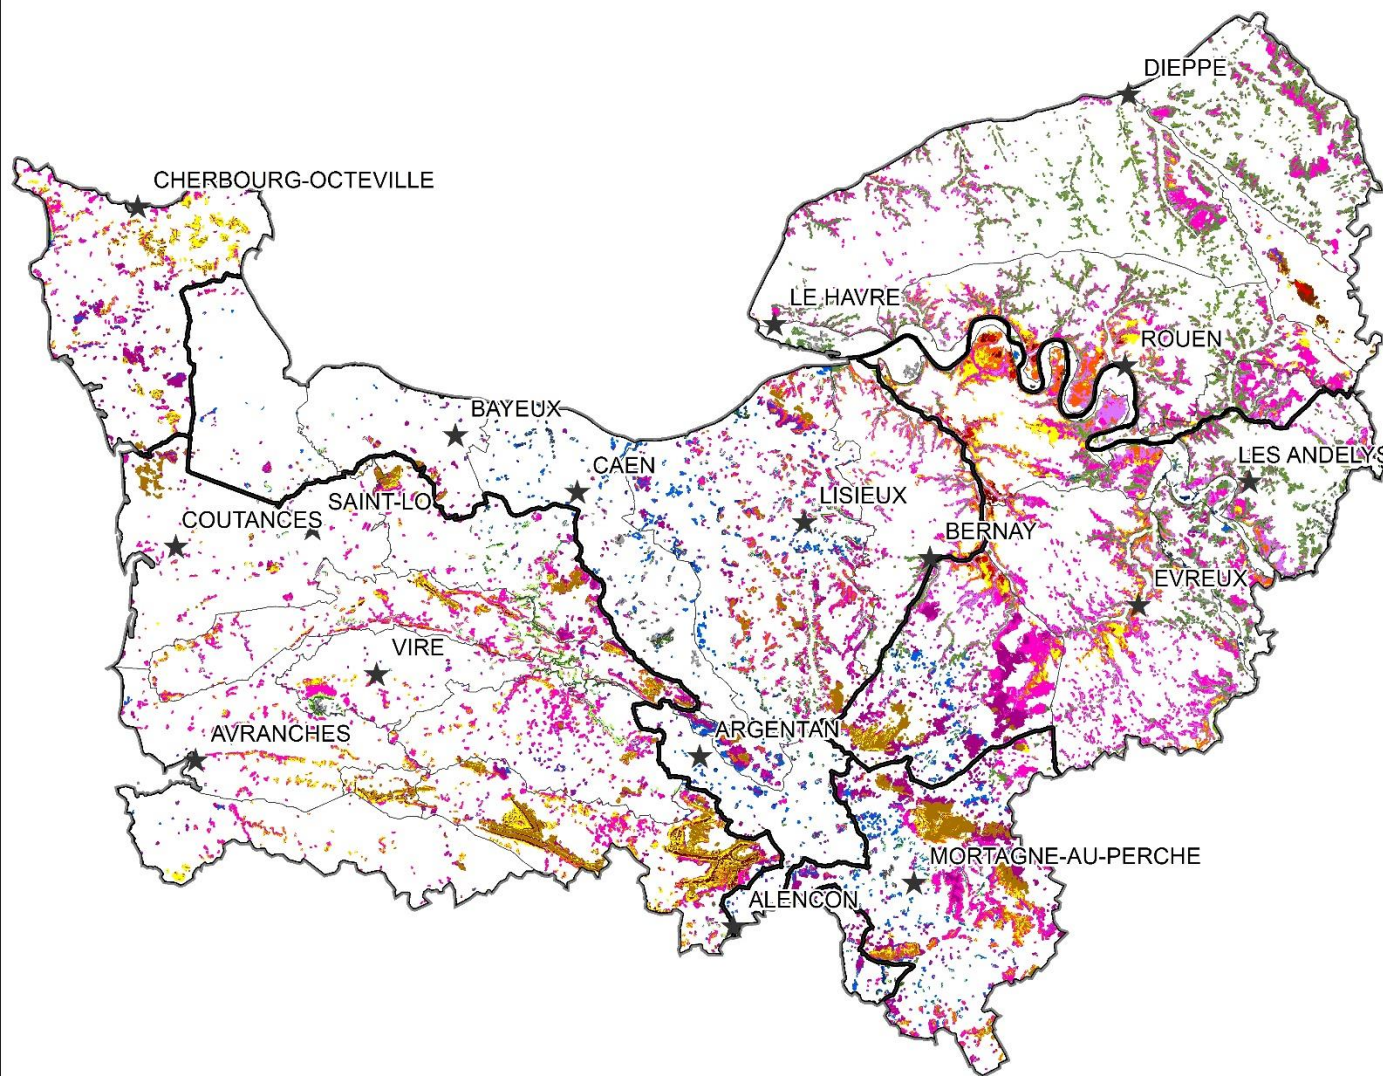 DIEPPE
CHERBOURG-OCTEVILLE
LE HAVRE
ROUEN
BAYEUX
LES ANDELYS
CAEN
SAINT-LO
LISIEUX
COUTANCES
BERNAY
EVREUX
VIRE
AVRANCHES
ARGENTAN
MORTAGNE-AU-PERCHE
ALENCON